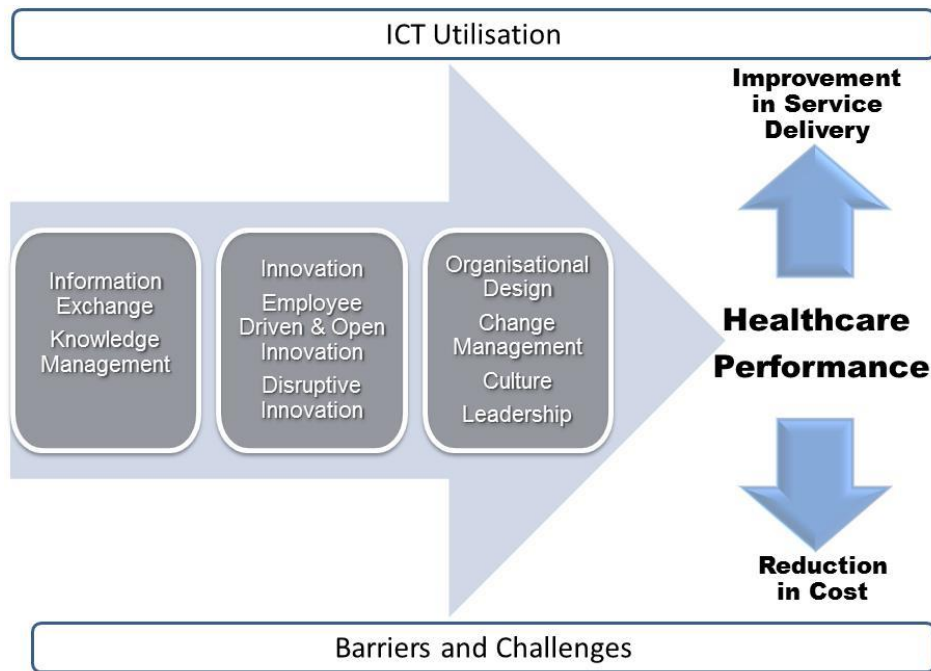 ICT Utilisation
Improvement
in Service
Delivery
Information
Exchange
Knowledge
Management
Innovation
Employee
Driven & Open
Innovation
Disruptive
Innovation
Organisational
Design
Change
Management
Culture
Leadership
Healthcare
Performance
Reduction
in Cost
Barriers and Challenges